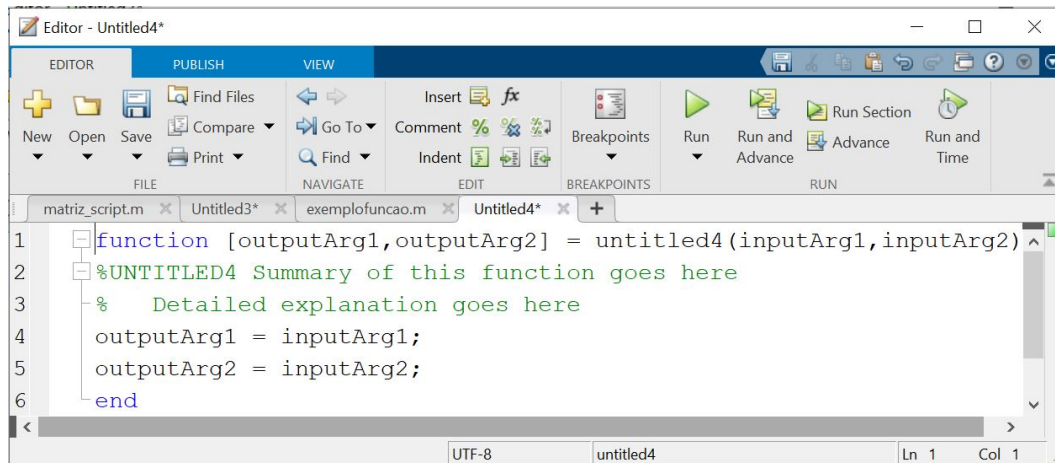 Editor - Untitled4*
EDITOR PUBLISH VIEW
New Open Save Find Files Compare Print
FILE
Go To Find
NAVIGATE
Insert fx
Comment % %
Indent
EDIT
Breakpoints
BREAKPOINTS
Run Run and Advance Run Section Advance Run and Time
RUN
matriz_script.m Untitled3* exemplofuncao.m Untitled4* +
1 function [outputArg1,outputArg2] = untitled4(inputArg1,inputArg2)
2 %UNTITLED4 Summary of this function goes here
3 %   Detailed explanation goes here
4 outputArg1 = inputArg1;
5 outputArg2 = inputArg2;
6 end
UTF-8 untitled4 Ln 1 Col 1